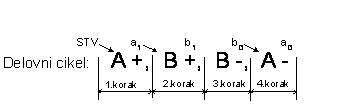 STV a₁ b₁ b₀ a₀
Delovni cikel: A +, B +, B -, A -
1.korak 2.korak 3.korak 4.korak